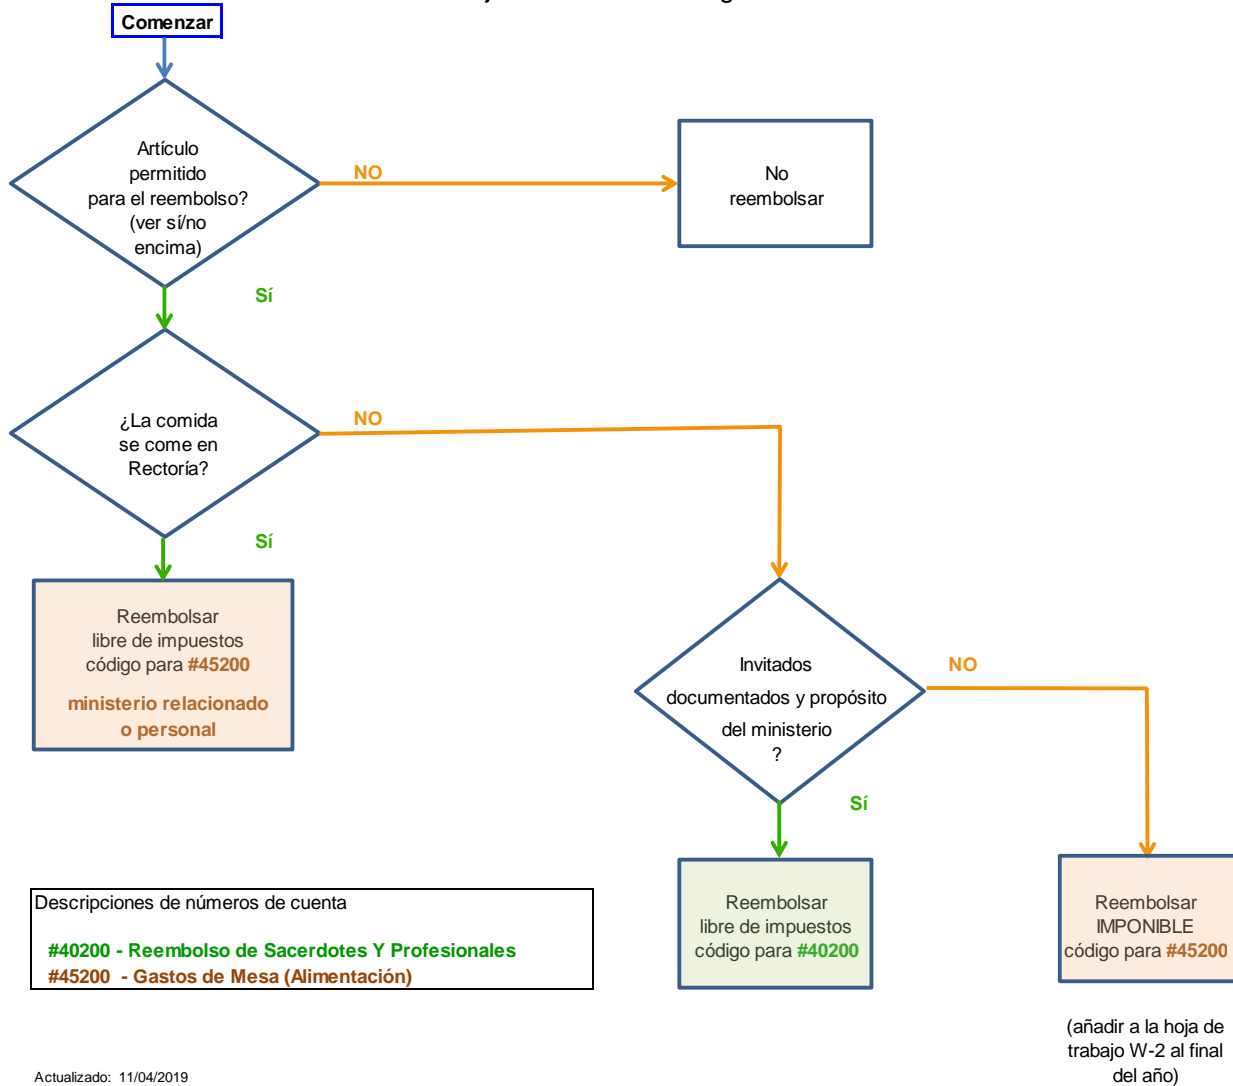 Comenzar
Artículo
permitido
para el reembolso?
(ver sí/no
encima)
NO
No
reembolsar
Sí
¿La comida
se come en
Rectoría?
NO
Sí
Reembolsar
libre de impuestos
código para #45200
ministerio relacionado
o personal
Invitados
documentados y propósito
del ministerio
?
NO
Sí
Reembolsar
libre de impuestos
código para #40200
Reembolsar
IMPONIBLE
código para #45200
(añadir a la hoja de
trabajo W-2 al final
del año)
Descripciones de números de cuenta
#40200 - Reembolso de Sacerdotes Y Profesionales
#45200 - Gastos de Mesa (Alimentación)
Actualizado: 11/04/2019